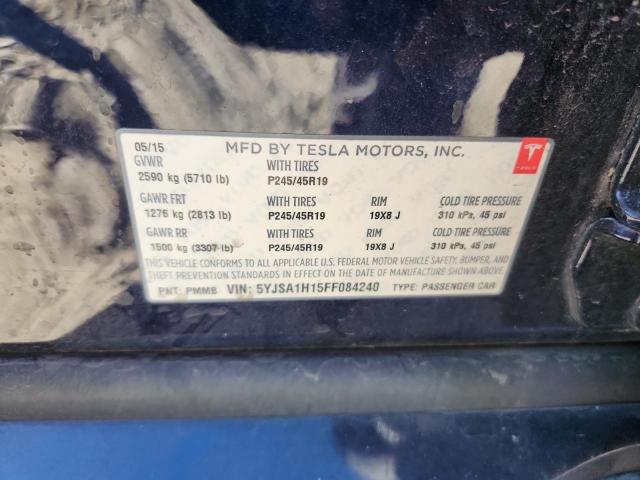 05/15 MFD BY TESLA MOTORS, INC.
GVWR WITH TIRES
2590 kg (5710 lb) P245/45R19
TESLA
GAWR FRT WITH TIRES RIM COLD TIRE PRESSURE
1276 kg (2813 lb) P245/45R19 19X8 J 310 kPa, 45 psi
GAWR RR WITH TIRES RIM COLD TIRE PRESSURE
1500 kg (3307 lb) P245/45R19 19X8 J 310 kPa, 45 psi
THIS VEHICLE CONFORMS TO ALL APPLICABLE U.S. FEDERAL MOTOR VEHICLE SAFETY, BUMPER, AND
THEFT PREVENTION STANDARDS IN EFFECT ON THE DATE OF MANUFACTURE SHOWN ABOVE.
PNT: PMMB VIN: 5YJSA1H15FF084240 TYPE: PASSENGER CAR